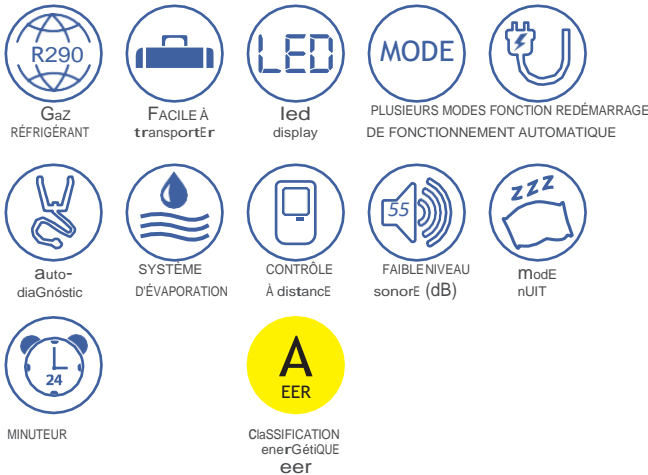 R290
LED
MODE
GaZ
RÉFRIGÉRANT
FACILE À
transportEr
led
display
PLUSIEURS MODES FONCTION REDÉMARRAGE
DE FONCTIONNEMENT AUTOMATIQUE
55
zzz
auto-
diaGnóstic
SYSTÈME
D'ÉVAPORATION
CONTRÔLE
À distancE
FAIBLE NIVEAU
sonorE (dB)
modE
nUIT
24
A
EER
MINUTEUR
ClaSSIFICATION
enerGétiQUE
eer